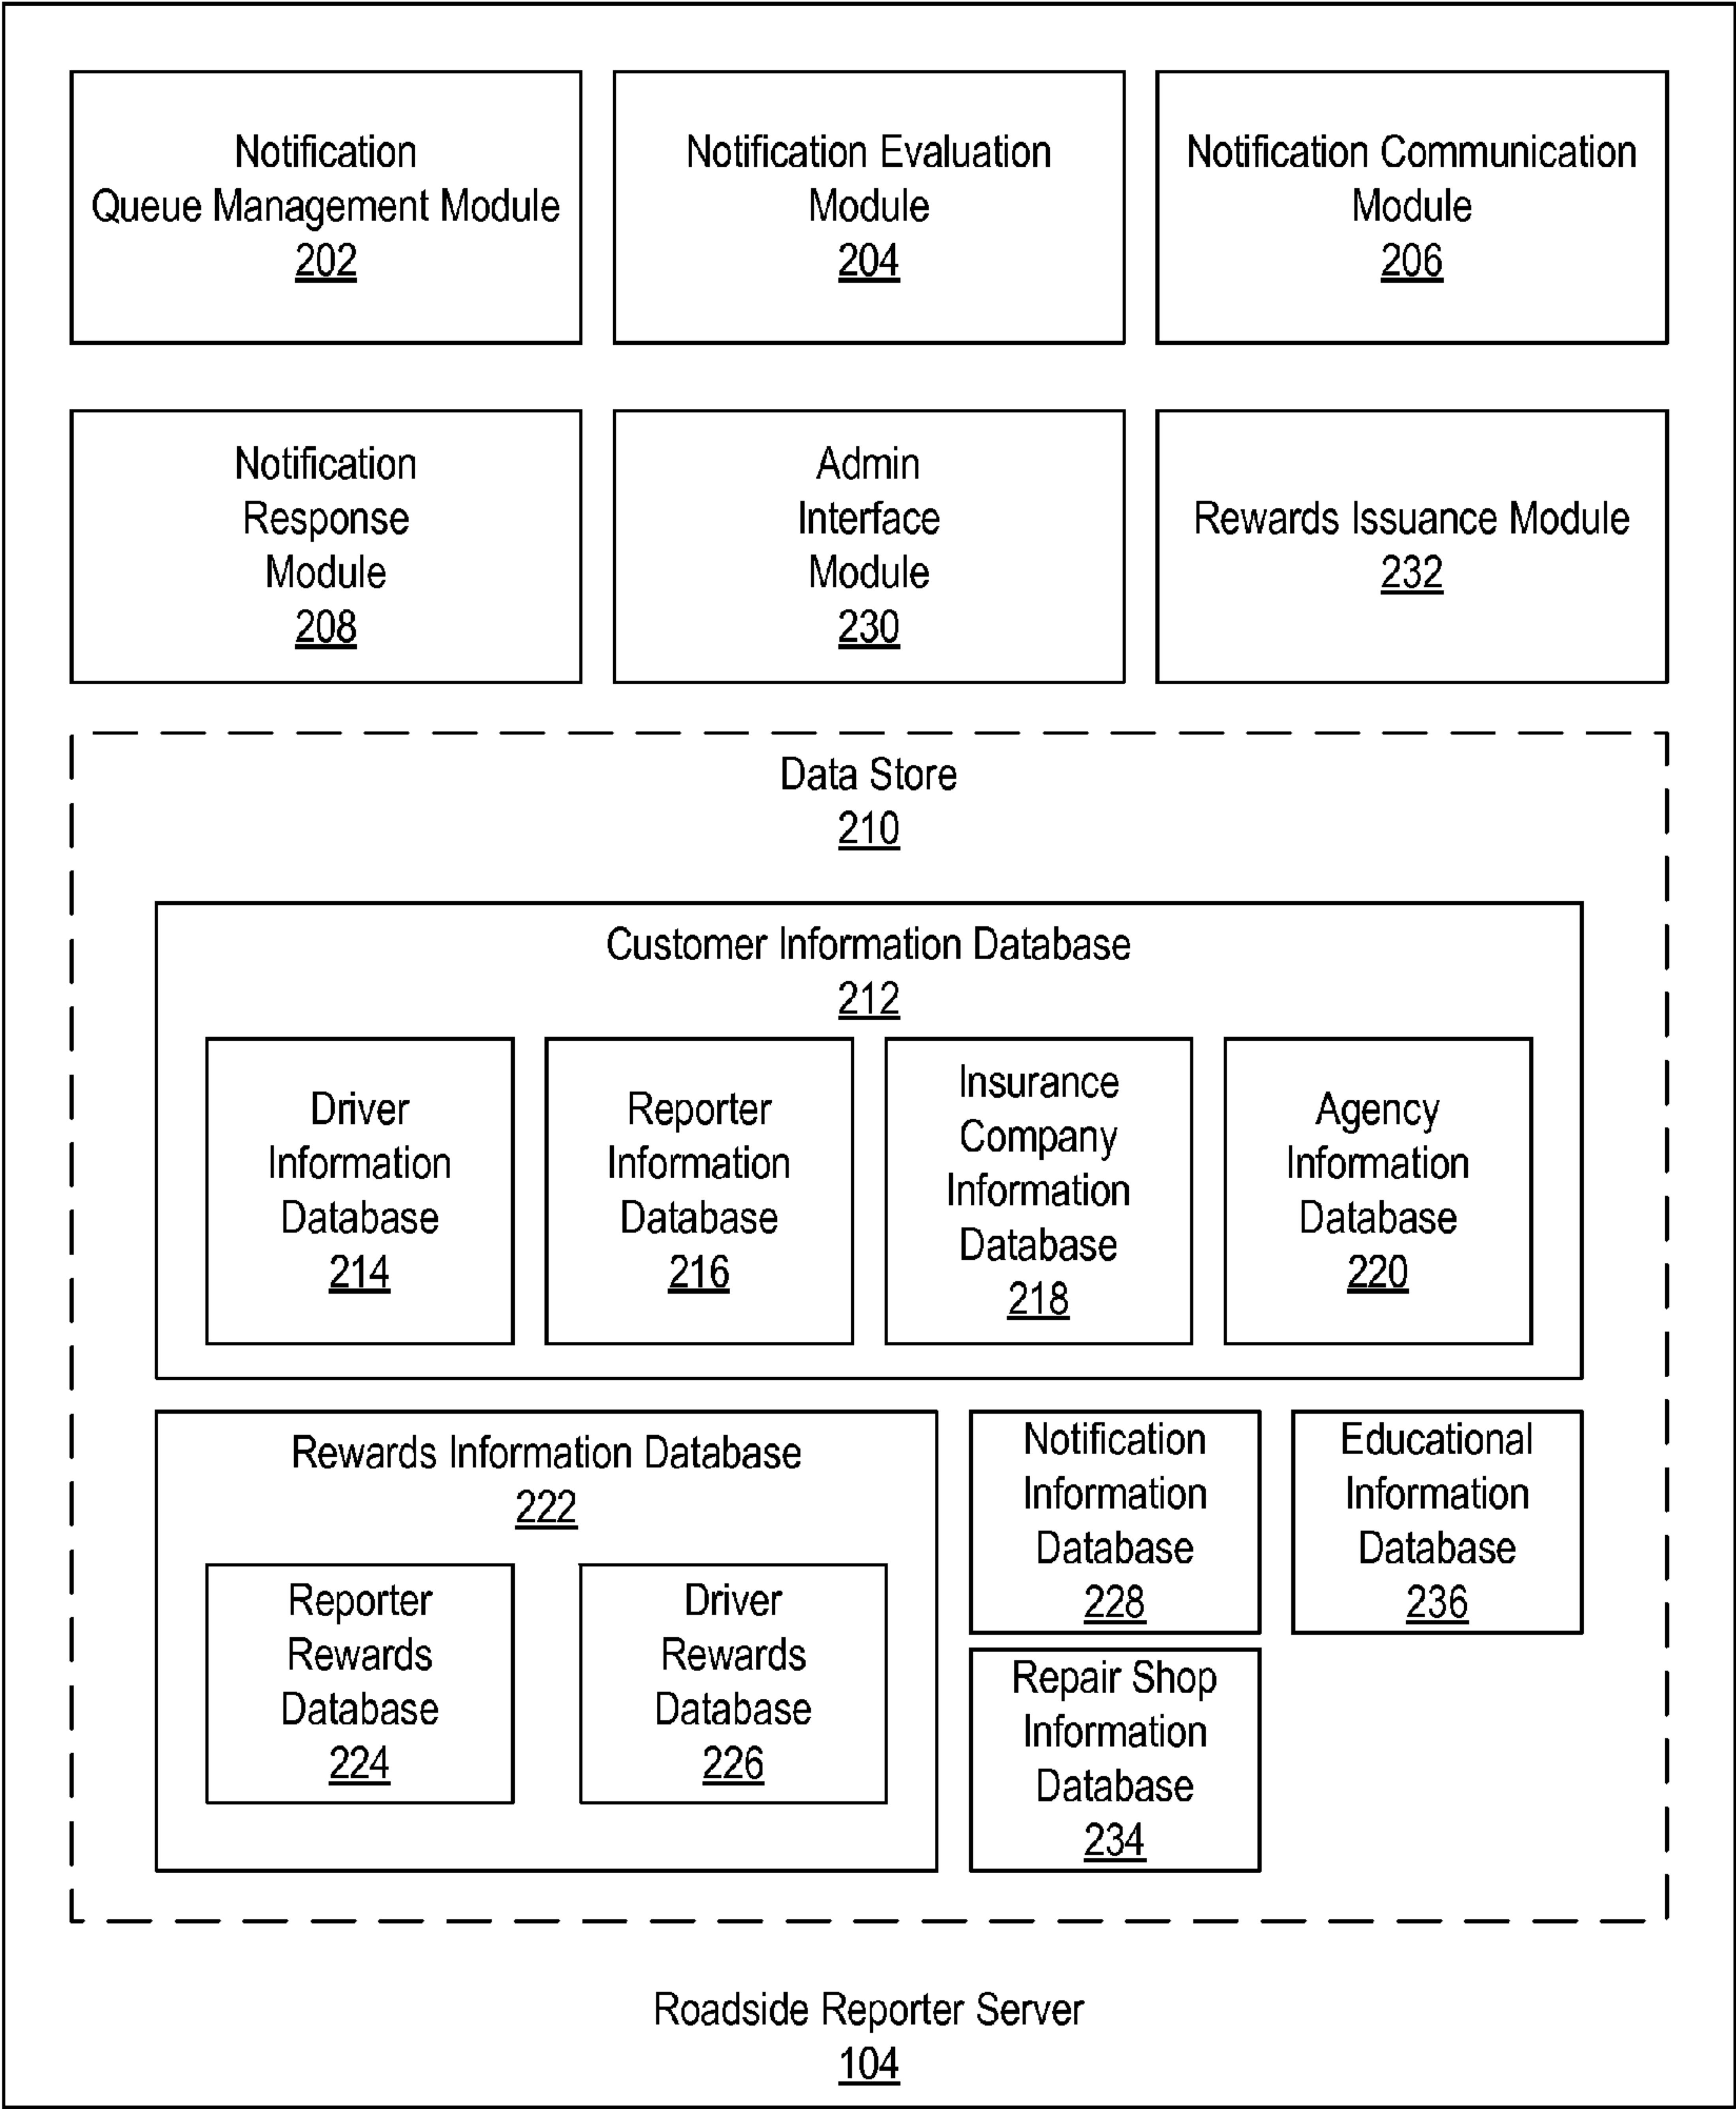 Notification
Queue Management Module
202
Notification Evaluation
Module
204
Notification Communication
Module
206
Notification
Response
Module
208
Admin
Interface
Module
230
Rewards Issuance Module
232
Data Store
210
Customer Information Database
212
Driver
Information
Database
214
Reporter
Information
Database
216
Insurance
Company
Information
Database
218
Agency
Information
Database
220
Rewards Information Database
222
Reporter
Rewards
Database
224
Driver
Rewards
Database
226
Notification
Information
Database
228
Educational
Information
Database
236
Repair Shop
Information
Database
234
Roadside Reporter Server
104